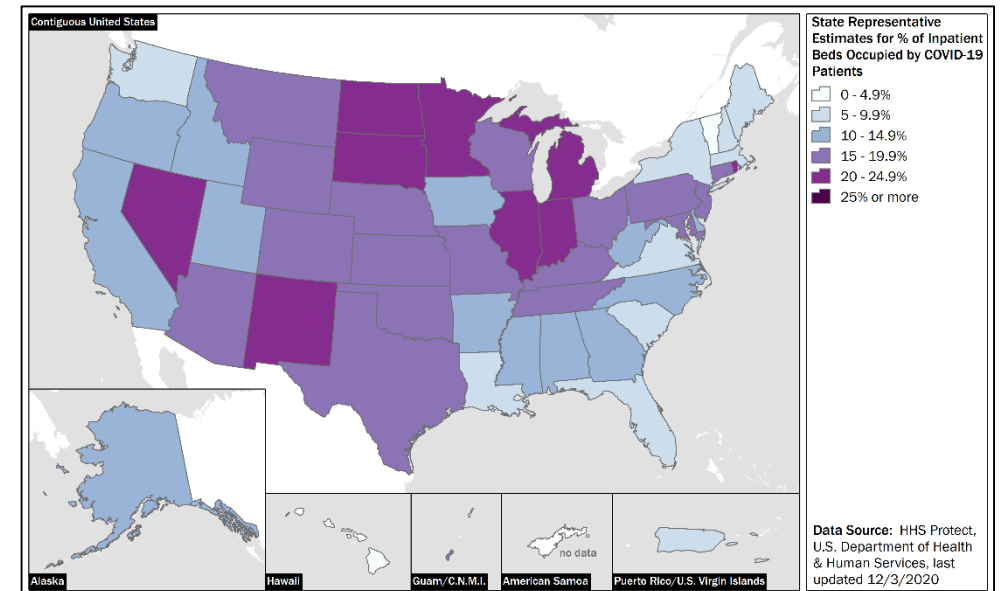 Contiguous United States
State Representative
Estimates for % of Inpatient
Beds Occupied by COVID-19
Patients
0 - 4.9%
5 - 9.9%
10 - 14.9%
15 - 19.9%
20 - 24.9%
25% or more
no data
Alaska
Hawaii
Guam/C.N.M.I.
American Samoa
Puerto Rico/U.S. Virgin Islands
Data Source: HHS Protect,
U.S. Department of Health
& Human Services, last
updated 12/3/2020